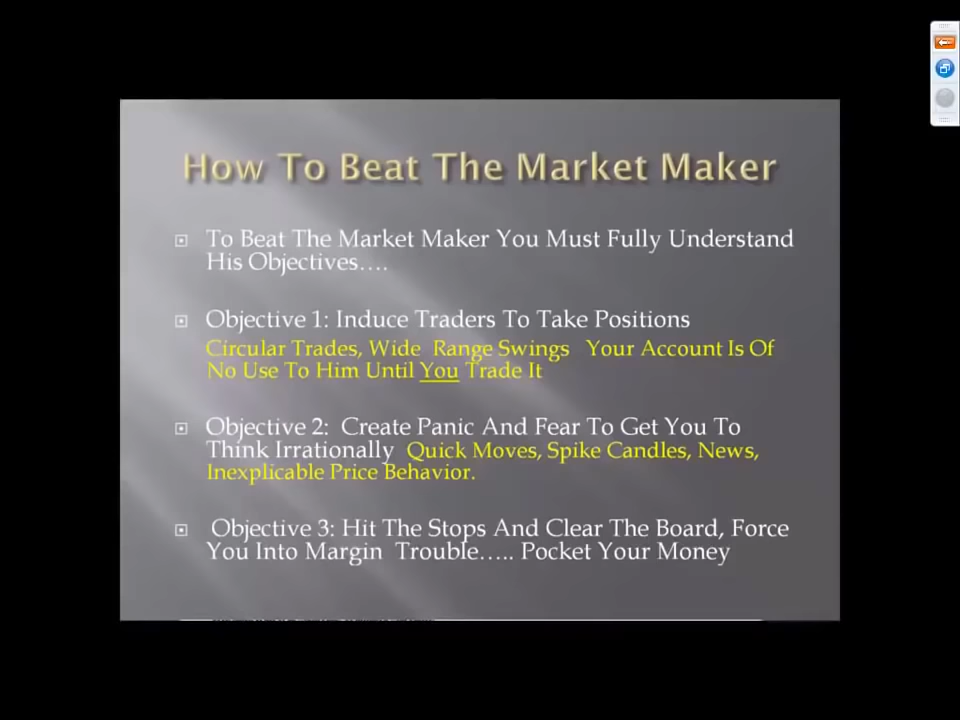 How To Beat The Market Maker
To Beat The Market Maker You Must Fully Understand
His Objectives....
Objective 1: Induce Traders To Take Positions
Circular Trades, Wide Range Swings Your Account Is Of
No Use To Him Until You Trade It
Objective 2: Create Panic And Fear To Get You To
Think Irrationally Quick Moves, Spike Candles, News,
Inexplicable Price Behavior.
Objective 3: Hit The Stops And Clear The Board, Force
You Into Margin Trouble….. Pocket Your Money